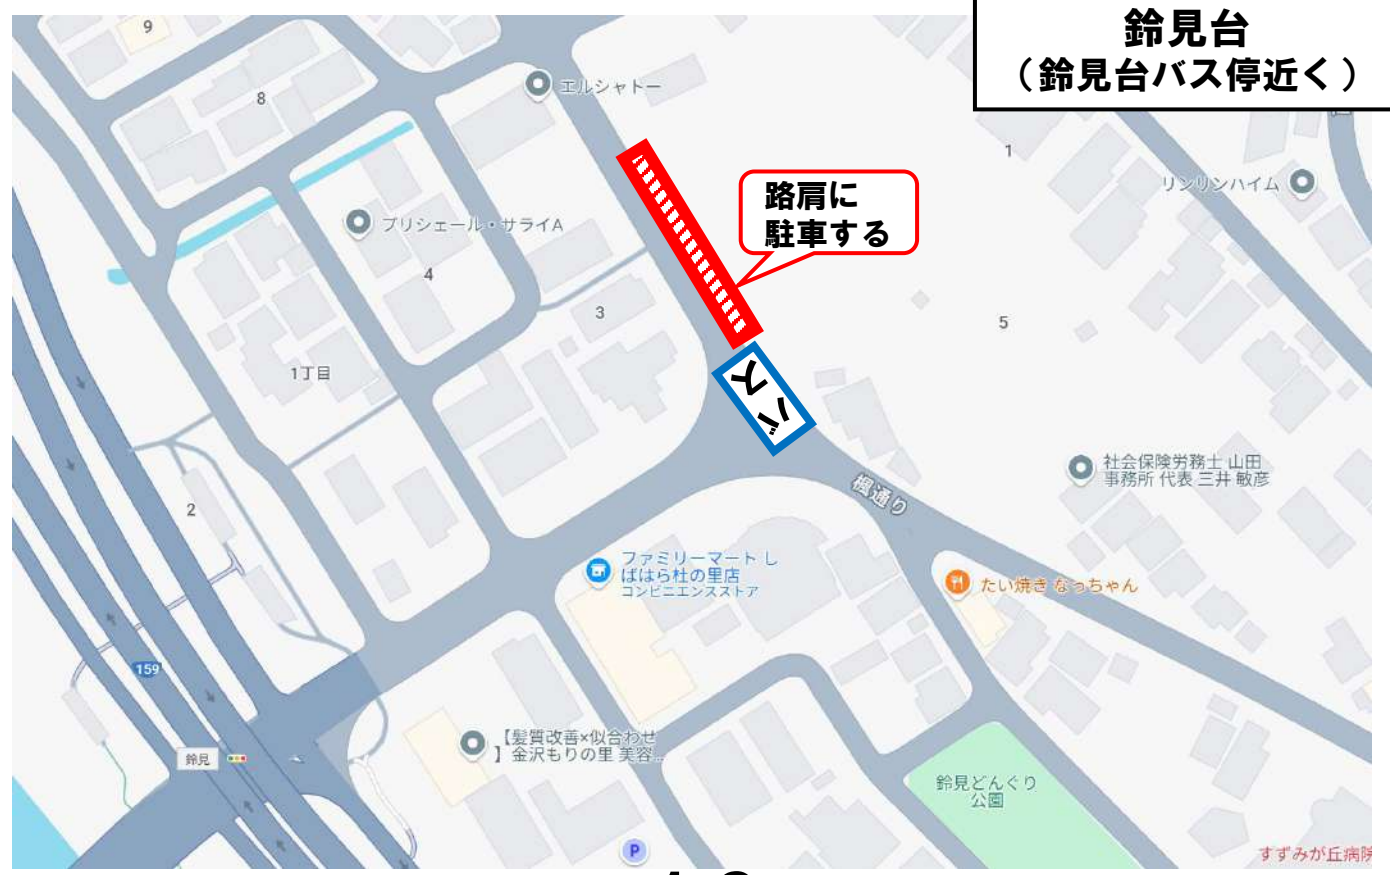 鈴見台
（鈴見台バス停近く）
9
8
エルシャトー
1
リンリンハイム
路肩に
駐車する
プリシェール・サライA
4
3
5
1丁目
バス
楓通り
社会保険労務士 山田
事務所 代表 三井 敏彦
2
ファミリーマート し
ばはら杜の里店
コンビニエンスストア
たい焼き なっちゃん
159
【髪質改善×似合わせ
】金沢もりの里 美容...
鈴見
鈴見どんぐり
公園
P
すずみが丘病院